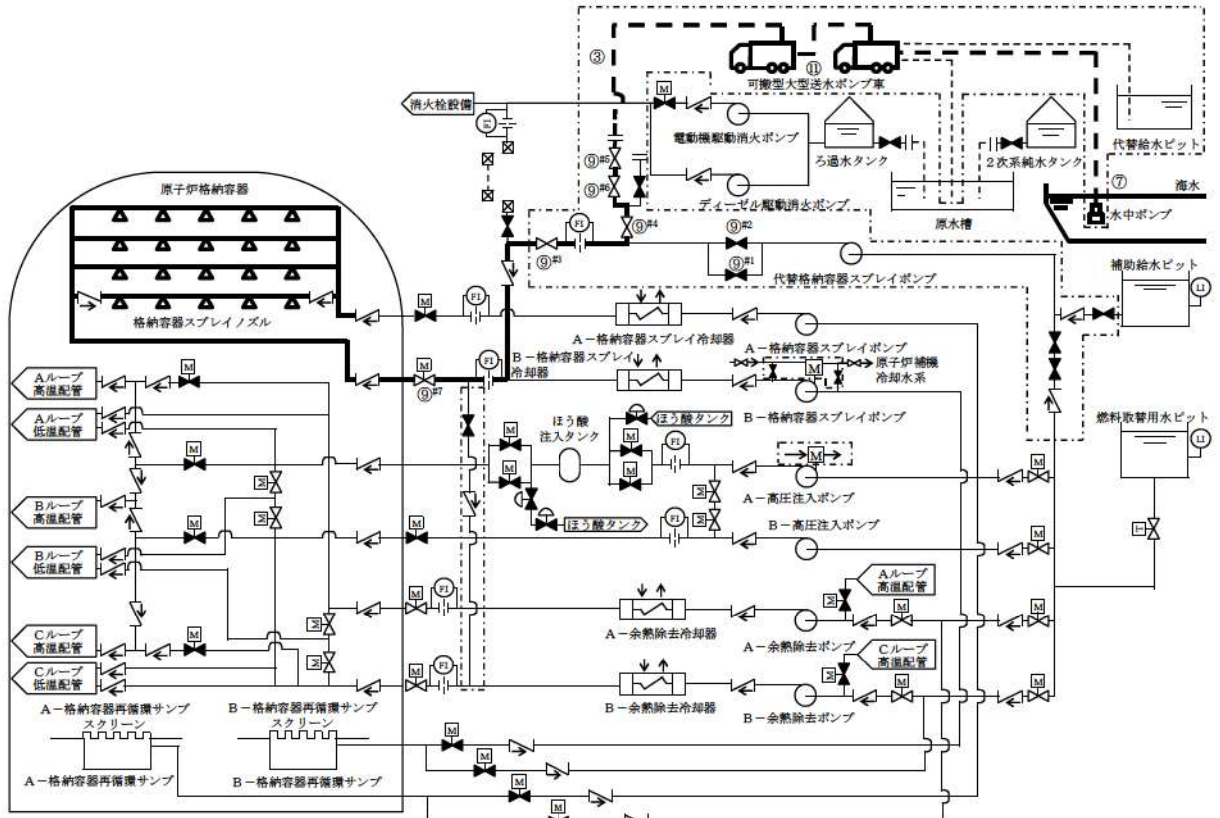 ③
⑪
可搬型大型送水ポンプ車
M
消火栓設備
FI
電動機駆動消火ポンプ
ろ過水タンク
2次系純水タンク
代替給水ピット
⑨#5
⑨#6
ディーゼル駆動消火ポンプ
原水槽
⑦
海水
水中ポンプ
原子炉格納容器
⑨#4
FI
⑨#3
⑨#2
⑨#1
代替格納容器スプレイポンプ
補助給水ピット
LI
格納容器スプレイノズル
M
FI
A-格納容器スプレイ冷却器
A-格納容器スプレイポンプ
B-格納容器スプレイ
冷却器
M
FI
⑨#7
M
原子炉補機
冷却水系
B-格納容器スプレイポンプ
燃料取替用水ピット
LI
Aループ
高温配管
M
Aループ
低温配管
ほう酸
注入タンク
ほう酸タンク
M
M
M
M
FI
M
A-高圧注入ポンプ
M
M
M
M
Bループ
高温配管
M
M
M
ほう酸タンク
FI
M
B-高圧注入ポンプ
M
Bループ
低温配管
T
M
FI
Aループ
高温配管
M
M
M
A-余熱除去冷却器
A-余熱除去ポンプ
M
Cループ
高温配管
M
M
M
FI
Cループ
高温配管
M
M
M
Cループ
低温配管
B-余熱除去冷却器
B-余熱除去ポンプ
A-格納容器再循環サンプ
スクリーン
B-格納容器再循環サンプ
スクリーン
M
M
A-格納容器再循環サンプ
B-格納容器再循環サンプ
M
M